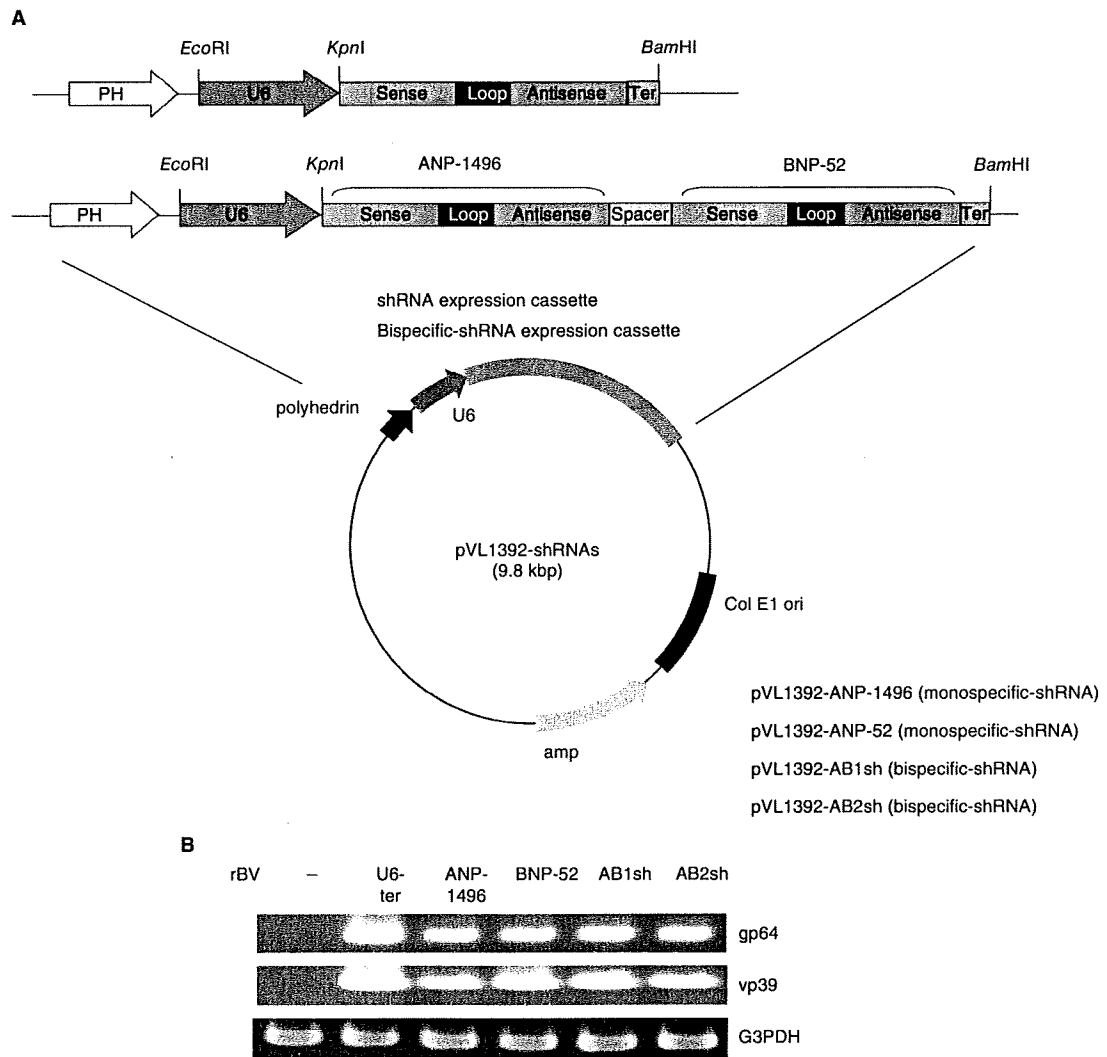 A
EcoRI KpnI BamHI
PH U6 Sense Loop Antisense Ter
EcoRI KpnI ANP-1496 BNP-52 BamHI
PH U6 Sense Loop Antisense Spacer Sense Loop Antisense Ter
shRNA expression cassette
Bispecific-shRNA expression cassette
polyhedrin
U6
pVL1392-shRNAs
(9.8 kbp)
Col E1 ori
amp
pVL1392-ANP-1496 (monospecific-shRNA)
pVL1392-ANP-52 (monospecific-shRNA)
pVL1392-AB1sh (bispecific-shRNA)
pVL1392-AB2sh (bispecific-shRNA)
B
rBV – U6-ter ANP-1496 BNP-52 AB1sh AB2sh
gp64
vp39
G3PDH